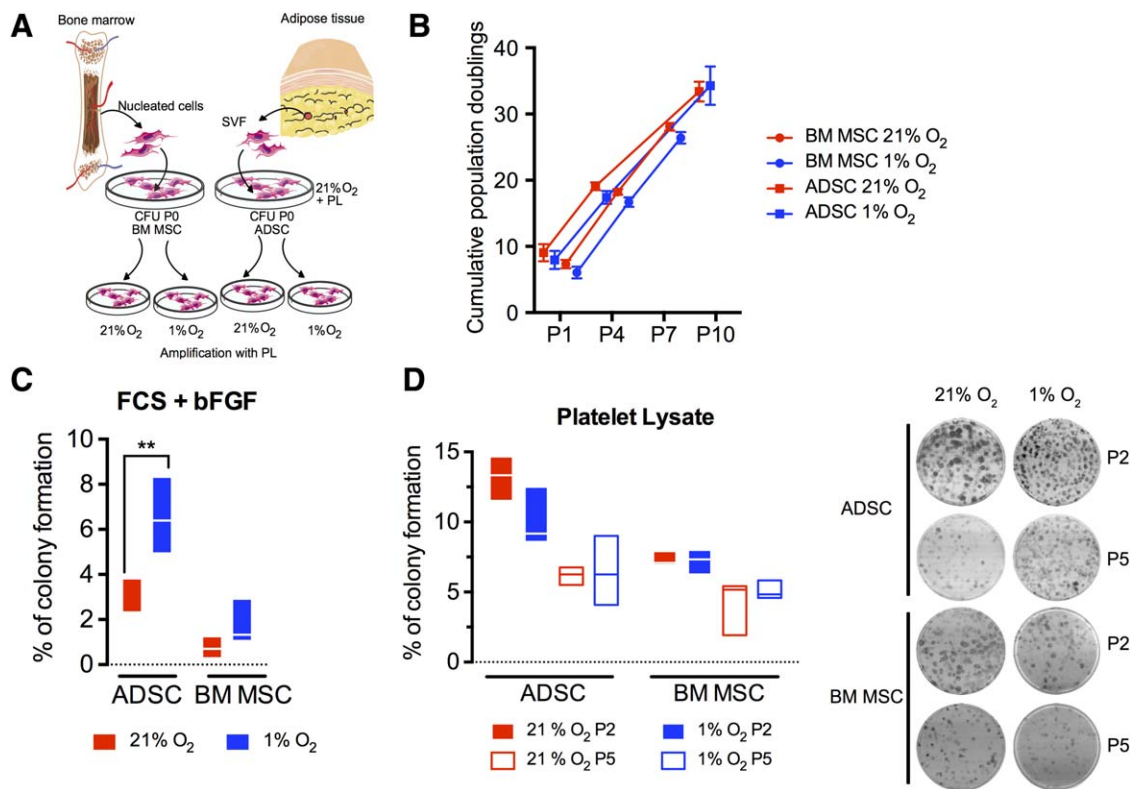 A
Bone marrow
Adipose tissue
Nucleated cells
SVF
21% O2
+ PL
CFU P0
BM MSC
CFU P0
ADSC
21% O2
1% O2
21% O2
1% O2
Amplification with PL
B
Cumulative population doublings
40
30
20
10
0
P1
P4
P7
P10
BM MSC 21% O2
BM MSC 1% O2
ADSC 21% O2
ADSC 1% O2
C
FCS + bFGF
% of colony formation
10
8
6
4
2
0
**
ADSC
BM MSC
21% O2
1% O2
D
Platelet Lysate
% of colony formation
15
10
5
0
ADSC
BM MSC
21 % O2 P2
1% O2 P2
21 % O2 P5
1% O2 P5
21% O2
1% O2
ADSC
P2
P5
BM MSC
P2
P5